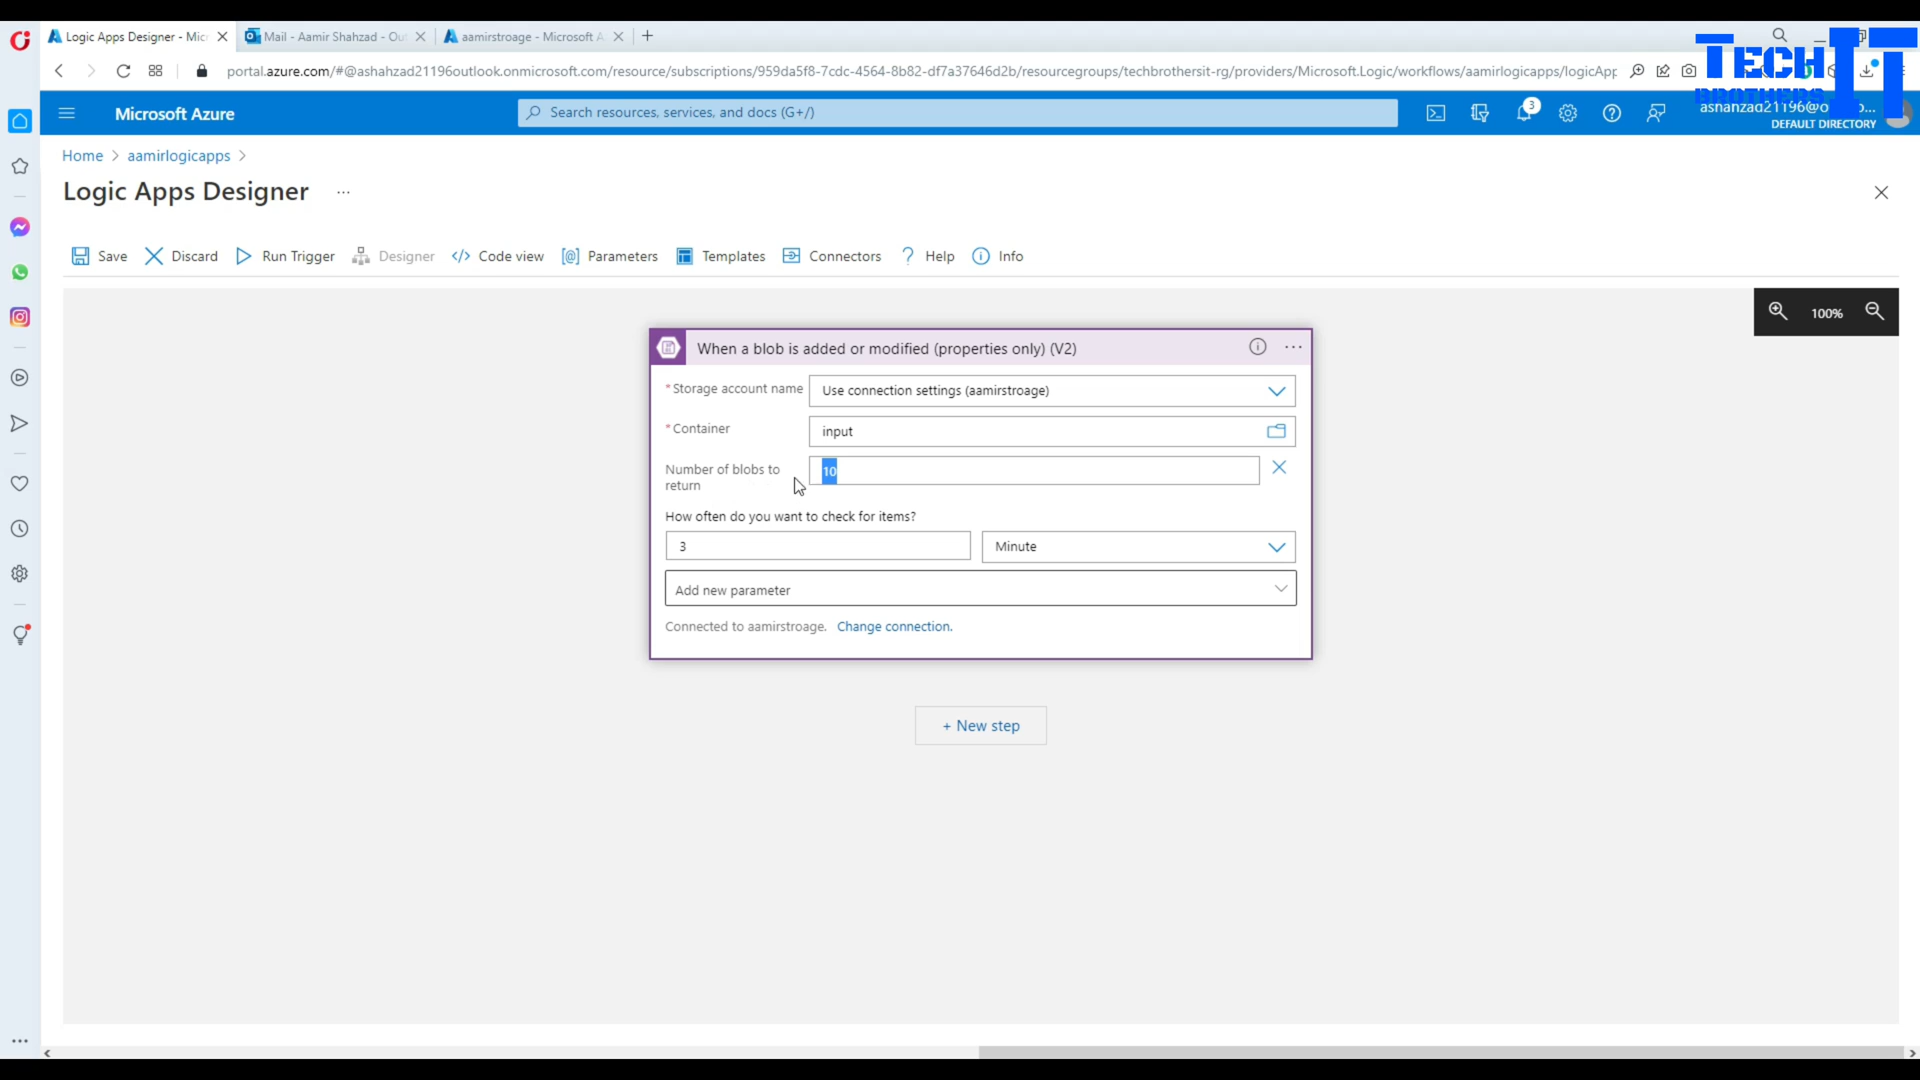 Logic Apps Designer - Mic
Mail - Aamir Shahzad - Ou
aamirstroage - Microsoft A
portal.azure.com/#@ashahzad21196outlook.onmicrosoft.com/resource/subscriptions/959da5f8-7cdc-4564-8b82-df7a37646d2b/resourcegroups/techbrothersit-rg/providers/Microsoft.Logic/workflows/aamirlogicapps/logicApp
TECH IT
BROTHERS
Microsoft Azure
Search resources, services, and docs (G+/)
3
ashahzad21196@o
DEFAULT DIRECTORY
Home > aamirlogicapps >
Logic Apps Designer ...
Save Discard Run Trigger Designer Code view Parameters Templates Connectors Help Info
100%
When a blob is added or modified (properties only) (V2)
* Storage account name
Use connection settings (aamirstroage)
* Container
input
Number of blobs to
return
10
How often do you want to check for items?
3
Minute
Add new parameter
Connected to aamirstroage. Change connection.
+ New step